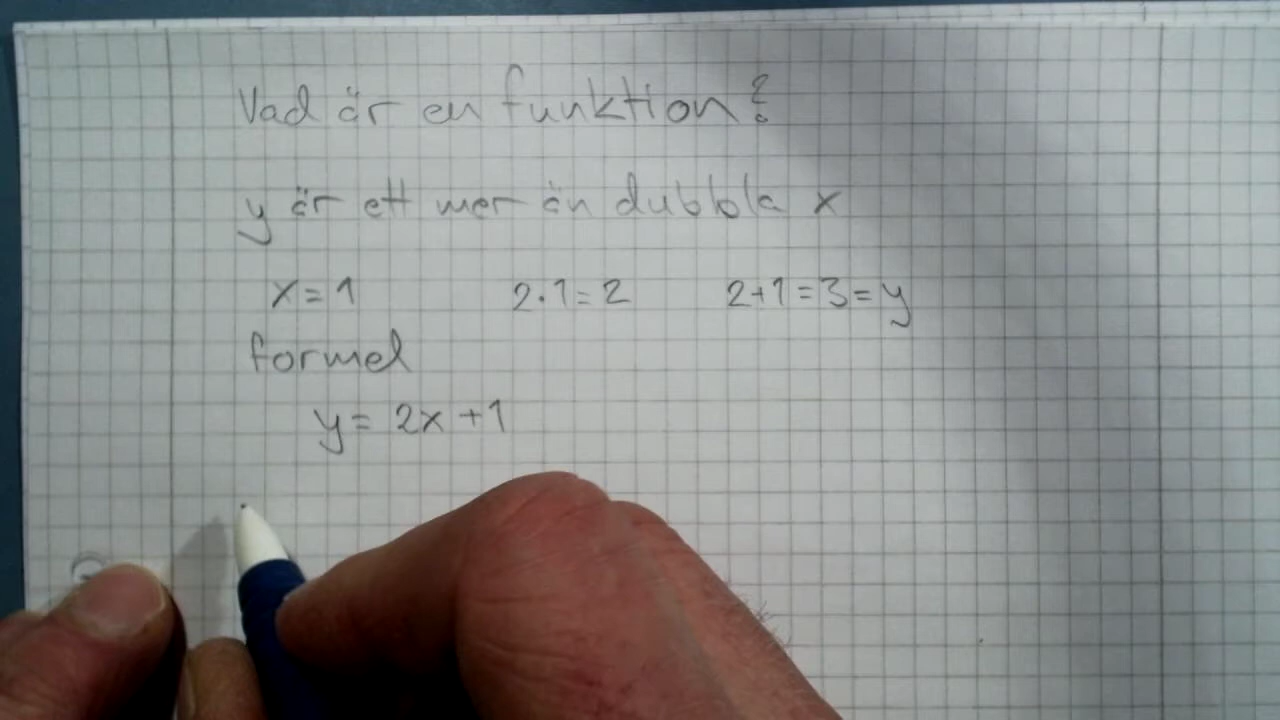 Vad är en funktion?
y är ett mer än dubbla x
x = 1 2·1 = 2 2+1 = 3 = y
formel
y = 2x + 1